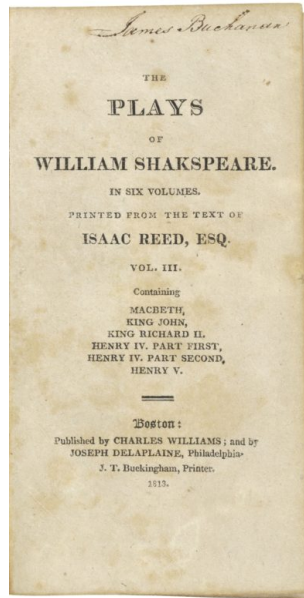 James Buchanan
THE
PLAYS
OF
WILLIAM SHAKSPEARE.
IN SIX VOLUMES.
PRINTED FROM THE TEXT OF
ISAAC REED, ESQ.
VOL. III.
Containing
MACBETH,
KING JOHN,
KING RICHARD II.
HENRY IV. PART FIRST,
HENRY IV. PART SECOND,
HENRY V.
Boston:
Published by CHARLES WILLIAMS; and by
JOSEPH DELAPLAINE, Philadelphia.
J. T. Buckingham, Printer.
1813.